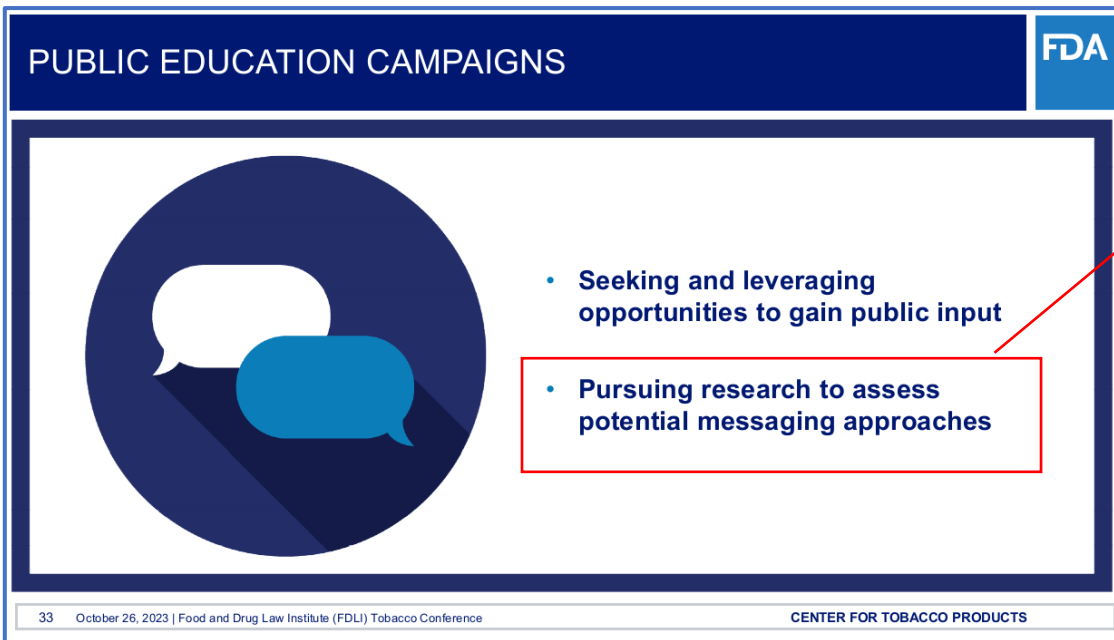 PUBLIC EDUCATION CAMPAIGNS
FDA
• Seeking and leveraging
opportunities to gain public input
• Pursuing research to assess
potential messaging approaches
33 October 26, 2023 | Food and Drug Law Institute (FDLI) Tobacco Conference
CENTER FOR TOBACCO PRODUCTS